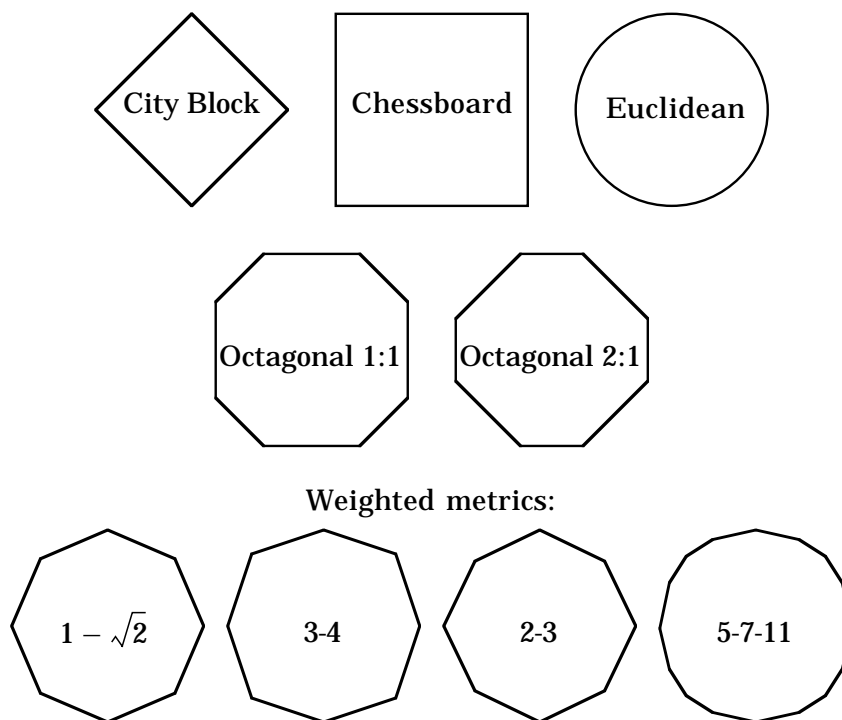 City Block Chessboard Euclidean
Octagonal 1:1 Octagonal 2:1
Weighted metrics:
1 – √2 3-4 2-3 5-7-11